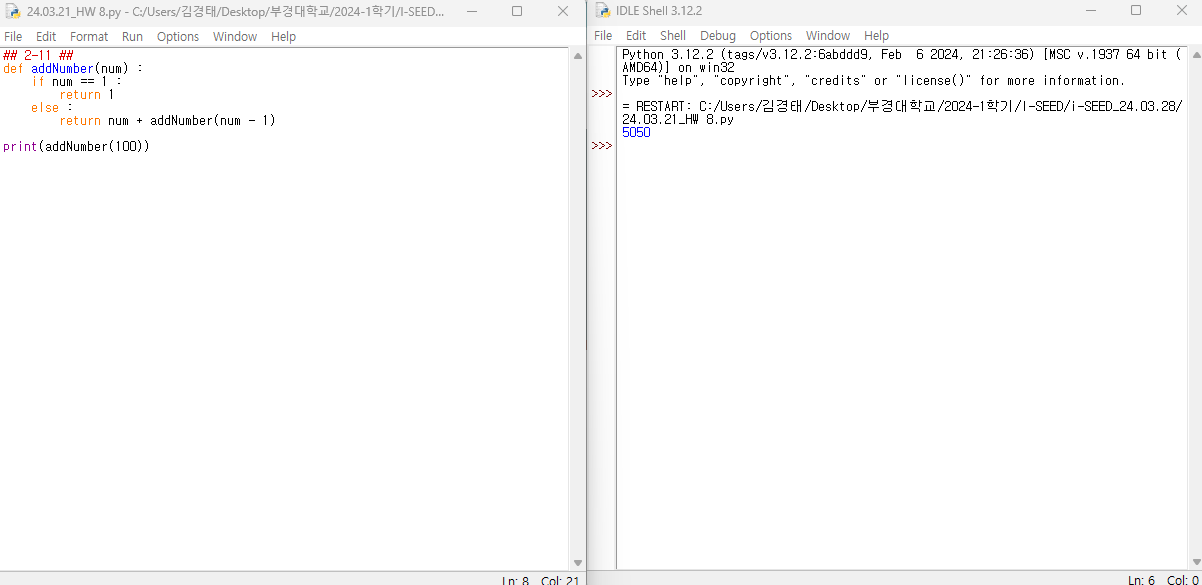 24.03.21_HW 8.py - C:/Users/김경태/Desktop/부경대학교/2024-1학기/I-SEED...
File Edit Format Run Options Window Help
## 2-11 ##
def addNumber(num) :
    if num == 1 :
        return 1
    else :
        return num + addNumber(num - 1)
print(addNumber(100))
Ln: 8 Col: 21
IDLE Shell 3.12.2
File Edit Shell Debug Options Window Help
Python 3.12.2 (tags/v3.12.2:6abddd9, Feb  6 2024, 21:26:36) [MSC v.1937 64 bit (
AMD64)] on win32
Type "help", "copyright", "credits" or "license()" for more information.
>>>
= RESTART: C:/Users/김경태/Desktop/부경대학교/2024-1학기/I-SEED/i-SEED_24.03.28/
24.03.21_HW 8.py
5050
>>>
Ln: 6 Col: 0